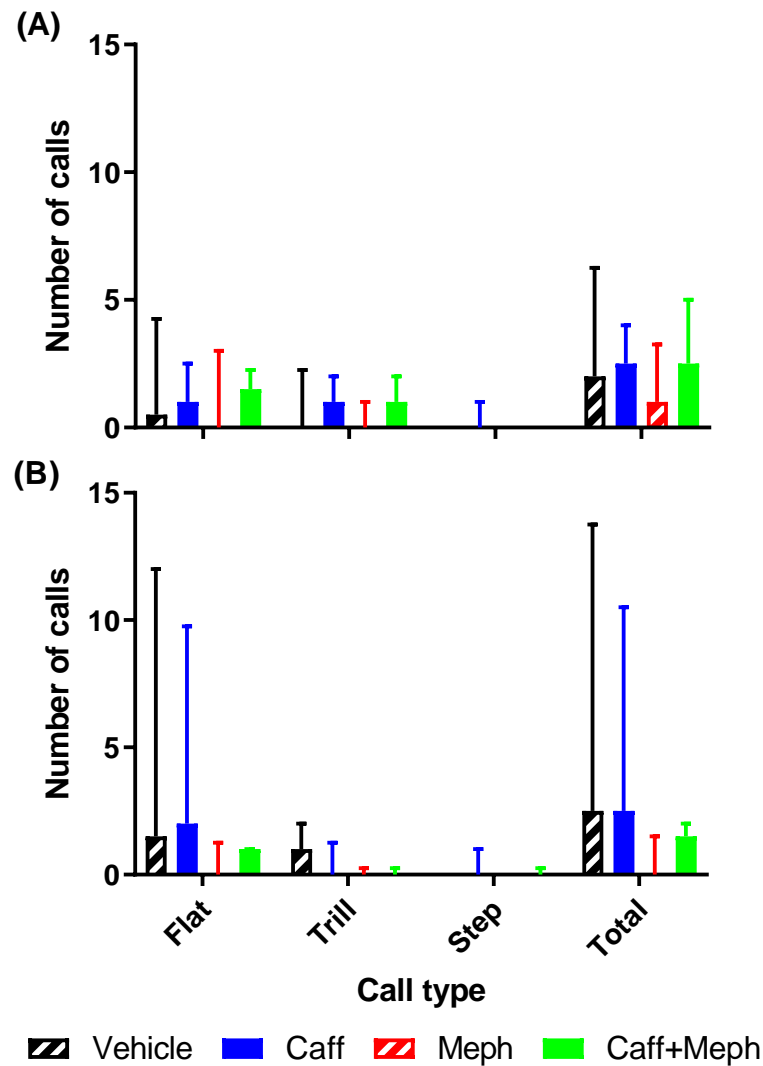 (A)
15
10
5
0
Number of calls
(B)
15
10
5
0
Number of calls
Flat
Trill
Step
Total
Call type
Vehicle Caff Meph Caff+Meph